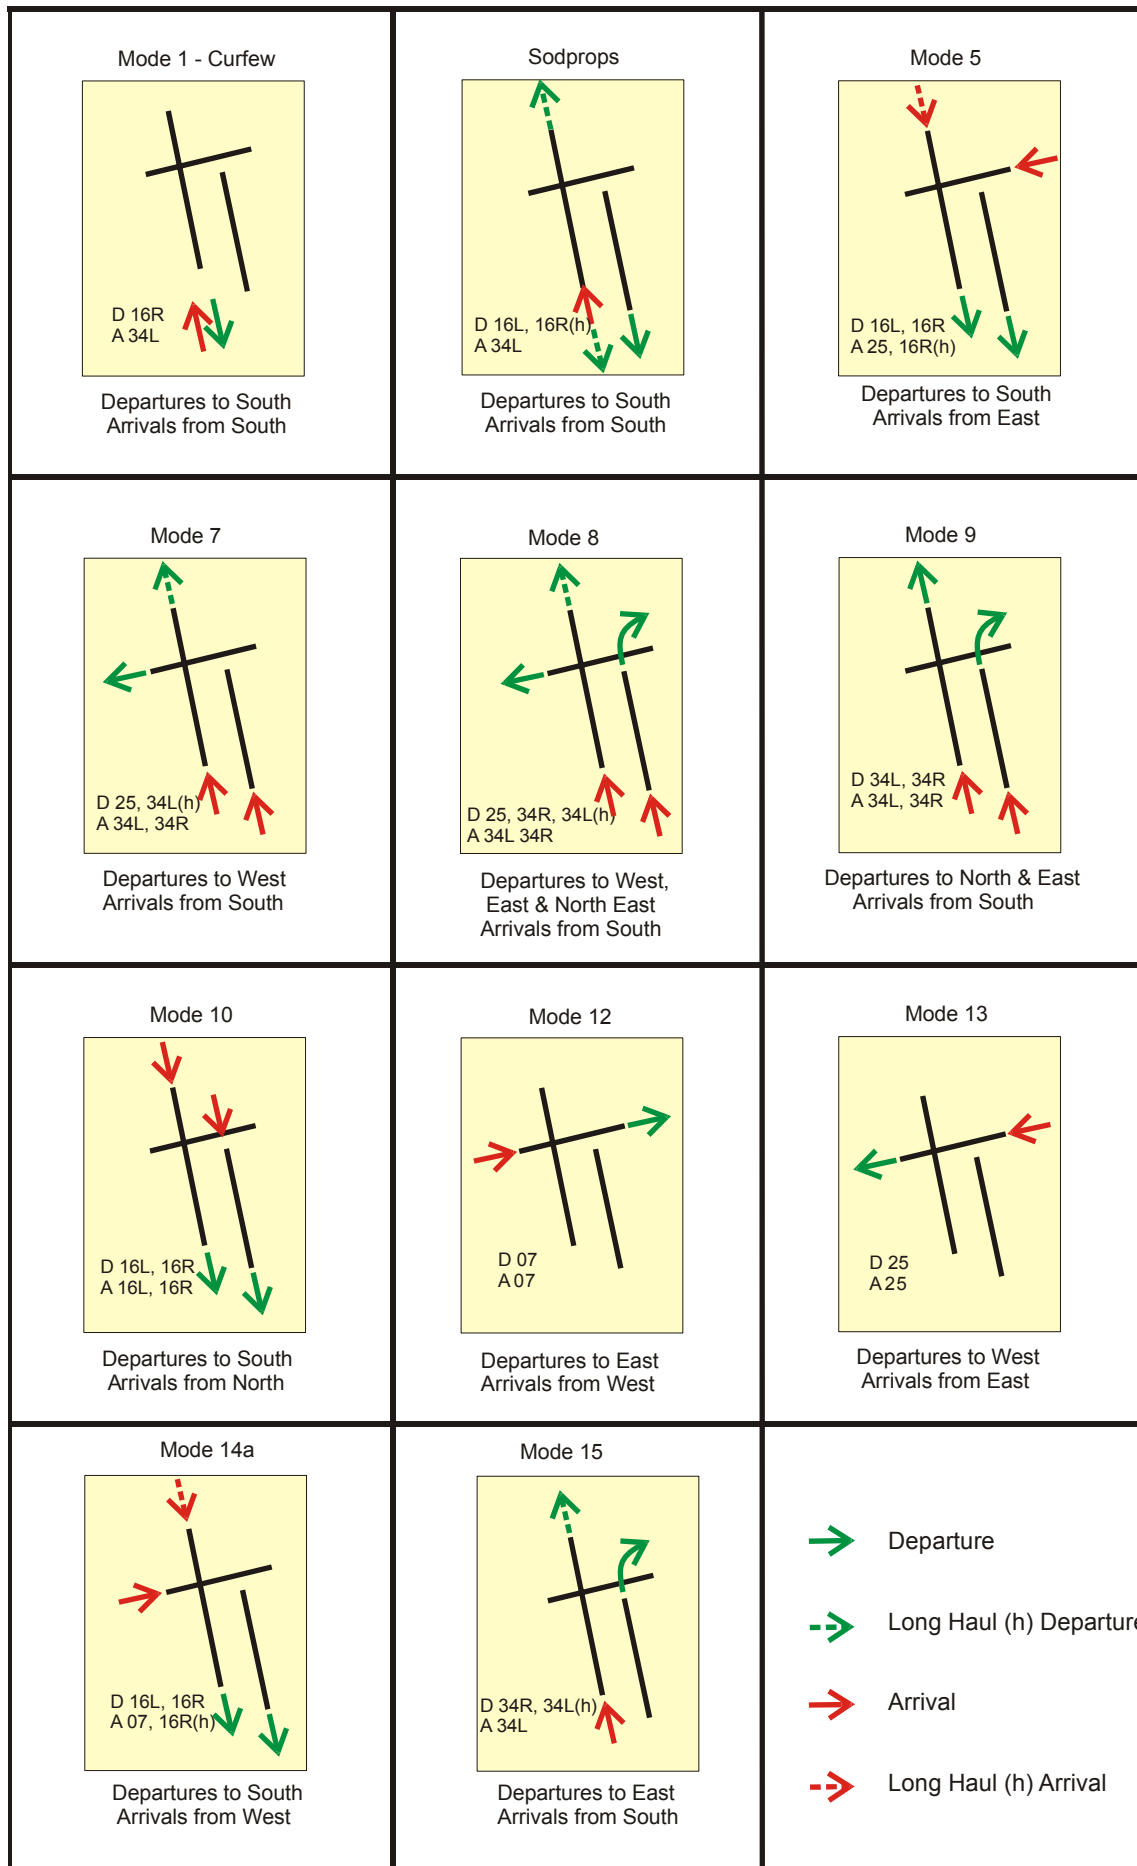 Mode 1 - Curfew
D 16R
A 34L
Departures to South
Arrivals from South
Sodprops
D 16L, 16R(h)
A 34L
Departures to South
Arrivals from South
Mode 5
D 16L, 16R
A 25, 16R(h)
Departures to South
Arrivals from East
Mode 7
D 25, 34L(h)
A 34L, 34R
Departures to West
Arrivals from South
Mode 8
D 25, 34R, 34L(h)
A 34L 34R
Departures to West,
East & North East
Arrivals from South
Mode 9
D 34L, 34R
A 34L, 34R
Departures to North & East
Arrivals from South
Mode 10
D 16L, 16R
A 16L, 16R
Departures to South
Arrivals from North
Mode 12
D 07
A 07
Departures to East
Arrivals from West
Mode 13
D 25
A 25
Departures to West
Arrivals from East
Mode 14a
D 16L, 16R
A 07, 16R(h)
Departures to South
Arrivals from West
Mode 15
D 34R, 34L(h)
A 34L
Departures to East
Arrivals from South
Departure
Long Haul (h) Departure
Arrival
Long Haul (h) Arrival